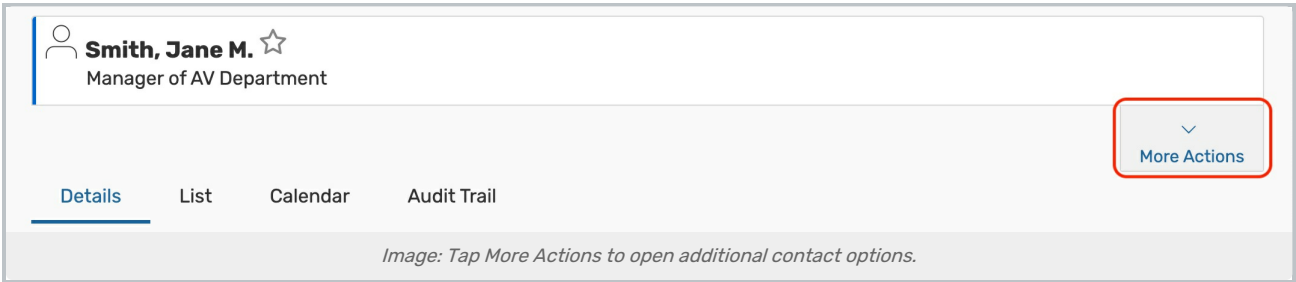 Smith, Jane M.
Manager of AV Department
More Actions
Details List Calendar Audit Trail
Image: Tap More Actions to open additional contact options.